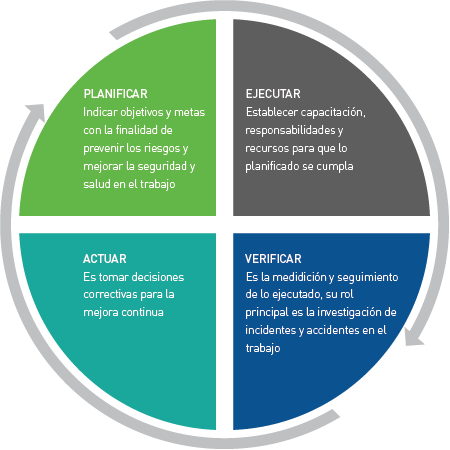 PLANIFICAR
Indicar objetivos y metas
con la finalidad de
prevenir los riesgos y
mejorar la seguridad y
salud en el trabajo
EJECUTAR
Establecer capacitación,
responsabilidades y
recursos para que lo
planificado se cumpla
ACTUAR
Es tomar decisiones
correctivas para la
mejora continua
VERIFICAR
Es la medidición y seguimiento
de lo ejecutado, su rol
principal es la investigación de
incidentes y accidentes en el
trabajo